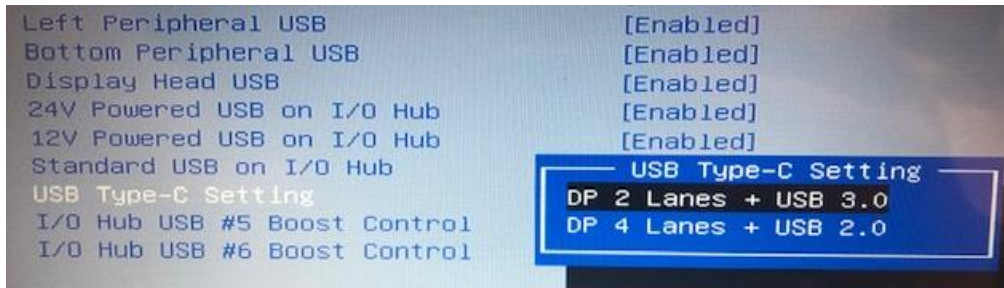 Left Peripheral USB [Enabled]
Bottom Peripheral USB [Enabled]
Display Head USB [Enabled]
24V Powered USB on I/O Hub [Enabled]
12V Powered USB on I/O Hub [Enabled]
Standard USB on I/O Hub
USB Type-C Setting
I/O Hub USB #5 Boost Control
I/O Hub USB #6 Boost Control
USB Type-C Setting
DP 2 Lanes + USB 3.0
DP 4 Lanes + USB 2.0